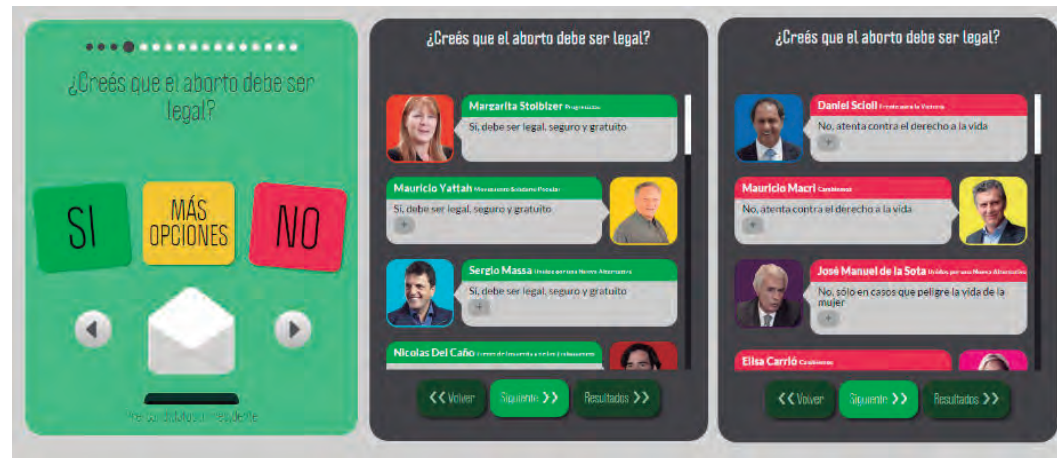 ¿Creés que el aborto debe ser
legal?
SI
MÁS
OPCIONES
NO
¿Creés que el aborto debe ser legal?
Margarita Stolbizer Progresistas
Sí, debe ser legal, seguro y gratuito
Mauricio Yattah Movimiento Socialismo Popular
Sí, debe ser legal, seguro y gratuito
+
Sergio Massa Unidos por una Nueva Alternativa
Sí, debe ser legal, seguro y gratuito
+
Nicolas Del Caño
❮❮ Volver
Siguiente ❯❯
Resultados ❯❯
¿Creés que el aborto debe ser legal?
Daniel Scioli Frente para la Victoria
No, atenta contra el derecho a la vida
+
Mauricio Macri Cambiemos
No, atenta contra el derecho a la vida
+
José Manuel de la Sota Unidos por una Nueva Alternativa
No, sólo en casos que peligre la vida de la
mujer
+
Elisa Carrió Cambiemos
❮❮ Volver
Siguiente ❯❯
Resultados ❯❯